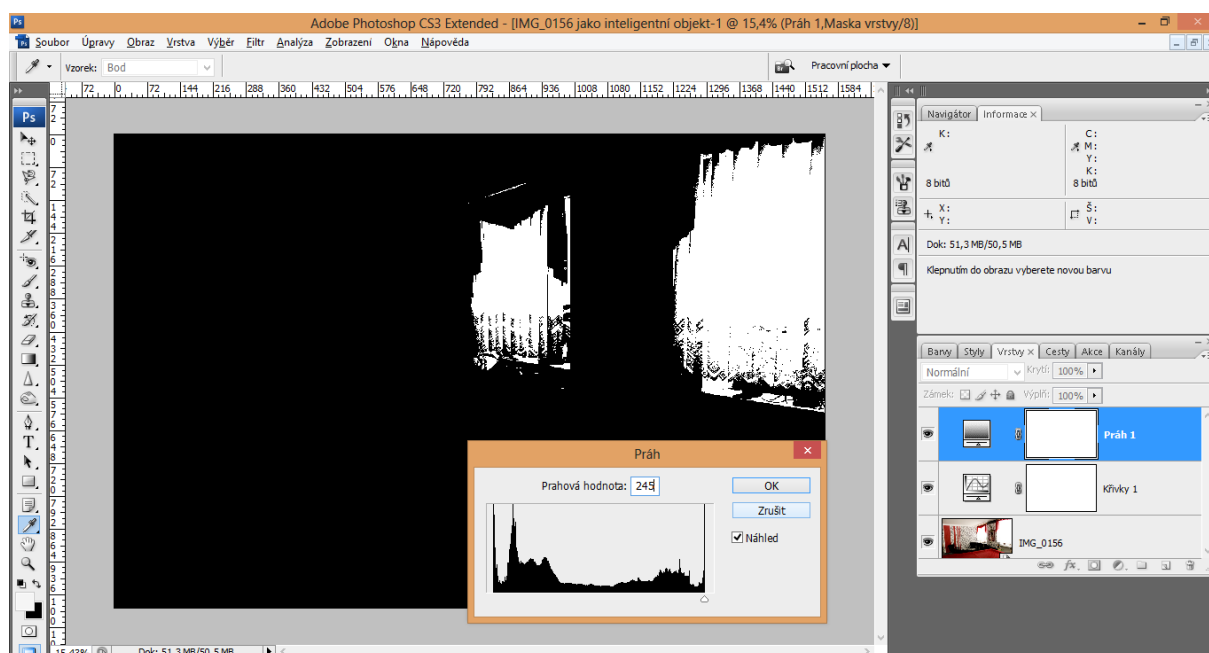 Ps Adobe Photoshop CS3 Extended - [IMG_0156 jako inteligentní objekt-1 @ 15,4% (Práh 1,Maska vrstvy/8)]
Soubor Úpravy Obraz Vrstva Výběr Filtr Analýza Zobrazení Okna Nápověda
Vzorek: Bod Pracovní plocha
72 0 72 144 216 288 360 432 504 576 648 720 792 864 936 1008 1080 1152 1224 1296 1368 1440 1512 1584
Ps
Navigátor Informace ×
K: C:
M:
Y:
K:
8 bitů 8 bitů
X: Š:
Y: V:
Dok: 51,3 MB/50,5 MB
Klepnutím do obrazu vyberete novou barvu
Barvy Styly Vrstvy × Cesty Akce Kanály
Normální Krytí: 100%
Zámek: Výplň: 100%
Práh 1
Křivky 1
IMG_0156
Práh
Prahová hodnota: 245
OK
Zrušit
Náhled
15,43% Dok: 51,3 MB/50,5 MB